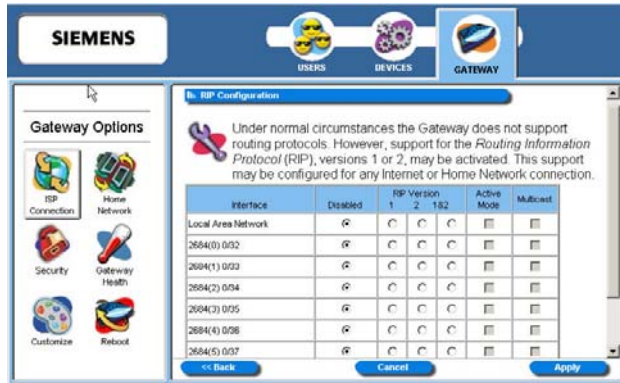 SIEMENS
USERS
DEVICES
GATEWAY
Gateway Options
ISP
Connection
Home
Network
Security
Gateway
Health
Customize
Reboot
RIP Configuration
Under normal circumstances the Gateway does not support
routing protocols. However, support for the Routing Information
Protocol (RIP), versions 1 or 2, may be activated. This support
may be configured for any Internet or Home Network connection.
Interface Disabled RIP Version 1 2 1&2 Active Mode Multicast
Local Area Network
2684(0) 0/32
2684(1) 0/33
2684(2) 0/34
2684(3) 0/35
2684(4) 0/36
2684(5) 0/37
<< Back Cancel Apply